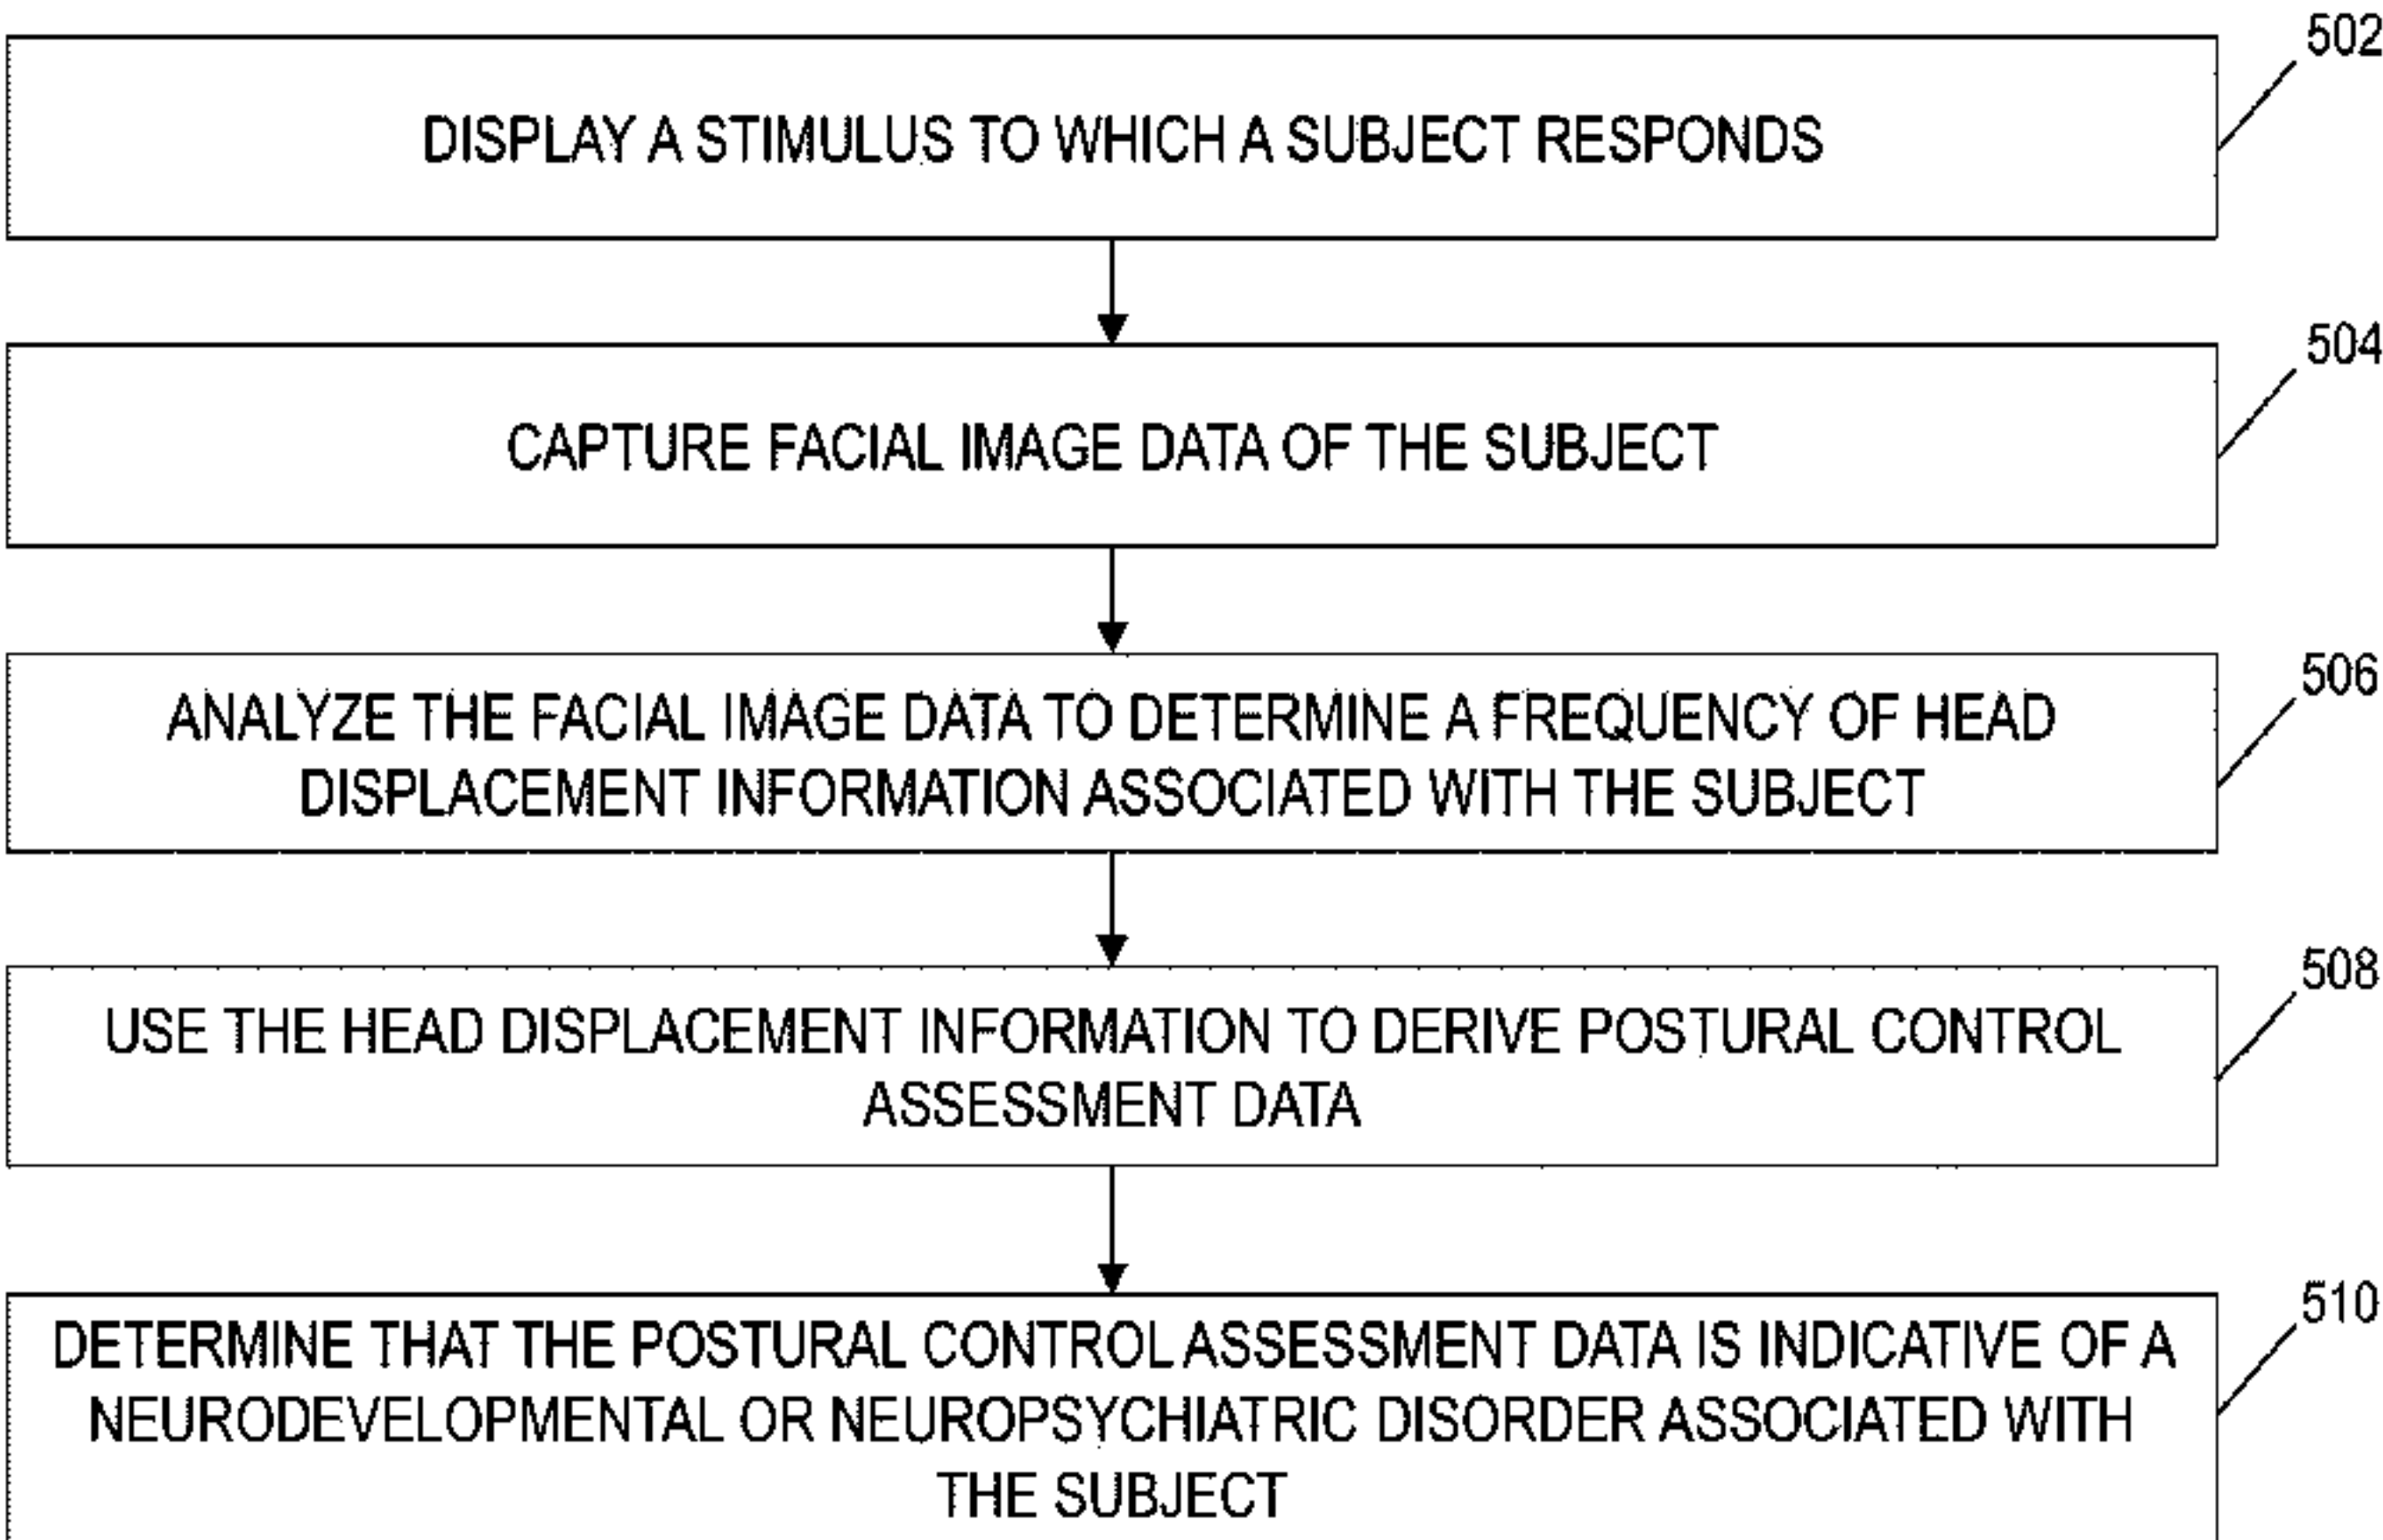 502
DISPLAY A STIMULUS TO WHICH A SUBJECT RESPONDS
504
CAPTURE FACIAL IMAGE DATA OF THE SUBJECT
506
ANALYZE THE FACIAL IMAGE DATA TO DETERMINE A FREQUENCY OF HEAD
DISPLACEMENT INFORMATION ASSOCIATED WITH THE SUBJECT
508
USE THE HEAD DISPLACEMENT INFORMATION TO DERIVE POSTURAL CONTROL
ASSESSMENT DATA
510
DETERMINE THAT THE POSTURAL CONTROL ASSESSMENT DATA IS INDICATIVE OF A
NEURODEVELOPMENTAL OR NEUROPSYCHIATRIC DISORDER ASSOCIATED WITH
THE SUBJECT